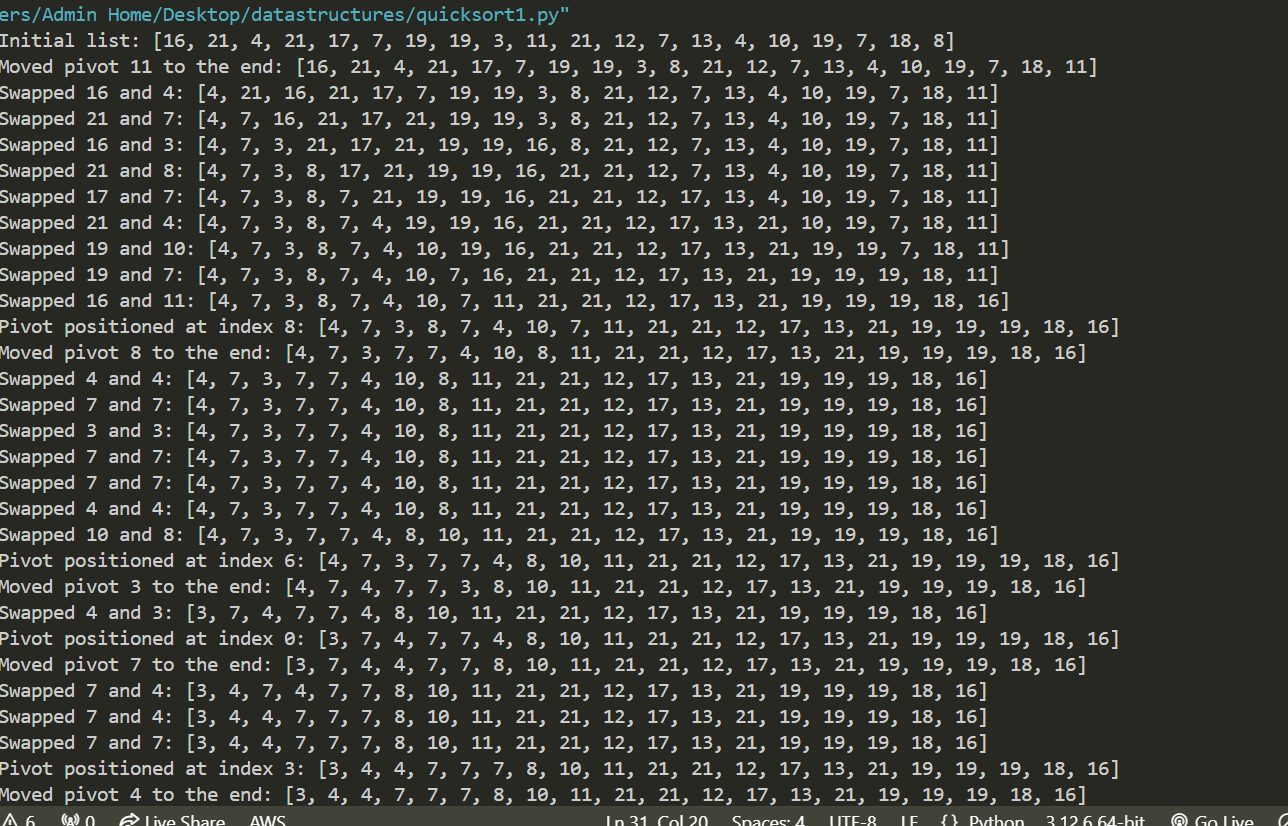 ers/Admin Home/Desktop/datastructures/quicksort1.py"
Initial list: [16, 21, 4, 21, 17, 7, 19, 19, 3, 11, 21, 12, 7, 13, 4, 10, 19, 7, 18, 8]
Moved pivot 11 to the end: [16, 21, 4, 21, 17, 7, 19, 19, 3, 8, 21, 12, 7, 13, 4, 10, 19, 7, 18, 11]
Swapped 16 and 4: [4, 21, 16, 21, 17, 7, 19, 19, 3, 8, 21, 12, 7, 13, 4, 10, 19, 7, 18, 11]
Swapped 21 and 7: [4, 7, 16, 21, 17, 21, 19, 19, 3, 8, 21, 12, 7, 13, 4, 10, 19, 7, 18, 11]
Swapped 16 and 3: [4, 7, 3, 21, 17, 21, 19, 19, 16, 8, 21, 12, 7, 13, 4, 10, 19, 7, 18, 11]
Swapped 21 and 8: [4, 7, 3, 8, 17, 21, 19, 19, 16, 21, 21, 12, 7, 13, 4, 10, 19, 7, 18, 11]
Swapped 17 and 7: [4, 7, 3, 8, 7, 21, 19, 19, 16, 21, 21, 12, 17, 13, 4, 10, 19, 7, 18, 11]
Swapped 21 and 4: [4, 7, 3, 8, 7, 4, 19, 19, 16, 21, 21, 12, 17, 13, 21, 10, 19, 7, 18, 11]
Swapped 19 and 10: [4, 7, 3, 8, 7, 4, 10, 19, 16, 21, 21, 12, 17, 13, 21, 19, 19, 7, 18, 11]
Swapped 19 and 7: [4, 7, 3, 8, 7, 4, 10, 7, 16, 21, 21, 12, 17, 13, 21, 19, 19, 19, 18, 11]
Swapped 16 and 11: [4, 7, 3, 8, 7, 4, 10, 7, 11, 21, 21, 12, 17, 13, 21, 19, 19, 19, 18, 16]
Pivot positioned at index 8: [4, 7, 3, 8, 7, 4, 10, 7, 11, 21, 21, 12, 17, 13, 21, 19, 19, 19, 18, 16]
Moved pivot 8 to the end: [4, 7, 3, 7, 7, 4, 10, 8, 11, 21, 21, 12, 17, 13, 21, 19, 19, 19, 18, 16]
Swapped 4 and 4: [4, 7, 3, 7, 7, 4, 10, 8, 11, 21, 21, 12, 17, 13, 21, 19, 19, 19, 18, 16]
Swapped 7 and 7: [4, 7, 3, 7, 7, 4, 10, 8, 11, 21, 21, 12, 17, 13, 21, 19, 19, 19, 18, 16]
Swapped 3 and 3: [4, 7, 3, 7, 7, 4, 10, 8, 11, 21, 21, 12, 17, 13, 21, 19, 19, 19, 18, 16]
Swapped 7 and 7: [4, 7, 3, 7, 7, 4, 10, 8, 11, 21, 21, 12, 17, 13, 21, 19, 19, 19, 18, 16]
Swapped 7 and 7: [4, 7, 3, 7, 7, 4, 10, 8, 11, 21, 21, 12, 17, 13, 21, 19, 19, 19, 18, 16]
Swapped 4 and 4: [4, 7, 3, 7, 7, 4, 10, 8, 11, 21, 21, 12, 17, 13, 21, 19, 19, 19, 18, 16]
Swapped 10 and 8: [4, 7, 3, 7, 7, 4, 8, 10, 11, 21, 21, 12, 17, 13, 21, 19, 19, 19, 18, 16]
Pivot positioned at index 6: [4, 7, 3, 7, 7, 4, 8, 10, 11, 21, 21, 12, 17, 13, 21, 19, 19, 19, 18, 16]
Moved pivot 3 to the end: [4, 7, 4, 7, 7, 3, 8, 10, 11, 21, 21, 12, 17, 13, 21, 19, 19, 19, 18, 16]
Swapped 4 and 3: [3, 7, 4, 7, 7, 4, 8, 10, 11, 21, 21, 12, 17, 13, 21, 19, 19, 19, 18, 16]
Pivot positioned at index 0: [3, 7, 4, 7, 7, 4, 8, 10, 11, 21, 21, 12, 17, 13, 21, 19, 19, 19, 18, 16]
Moved pivot 7 to the end: [3, 7, 4, 4, 7, 7, 8, 10, 11, 21, 21, 12, 17, 13, 21, 19, 19, 19, 18, 16]
Swapped 7 and 4: [3, 4, 7, 4, 7, 7, 8, 10, 11, 21, 21, 12, 17, 13, 21, 19, 19, 19, 18, 16]
Swapped 7 and 4: [3, 4, 4, 7, 7, 7, 8, 10, 11, 21, 21, 12, 17, 13, 21, 19, 19, 19, 18, 16]
Swapped 7 and 7: [3, 4, 4, 7, 7, 7, 8, 10, 11, 21, 21, 12, 17, 13, 21, 19, 19, 19, 18, 16]
Pivot positioned at index 3: [3, 4, 4, 7, 7, 7, 8, 10, 11, 21, 21, 12, 17, 13, 21, 19, 19, 19, 18, 16]
Moved pivot 4 to the end: [3, 4, 4, 7, 7, 7, 8, 10, 11, 21, 21, 12, 17, 13, 21, 19, 19, 19, 18, 16]
6 0 Live Share AWS Ln 31, Col 20 Spaces: 4 UTF-8 LF {} Python 3.12.6 64-bit Go Live